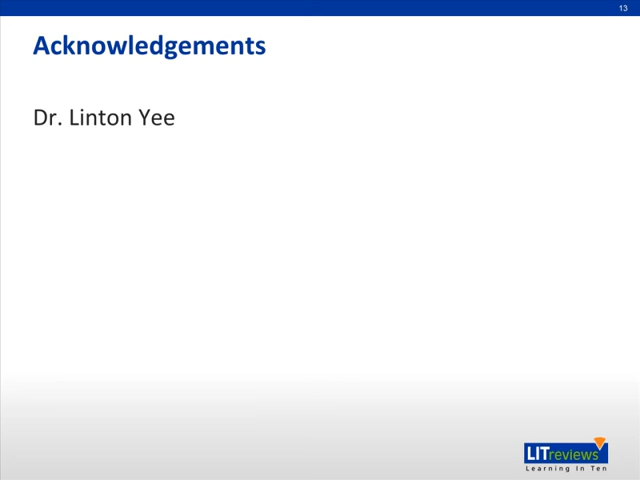 13
Acknowledgements
Dr. Linton Yee
LITreviews
Learning In Ten